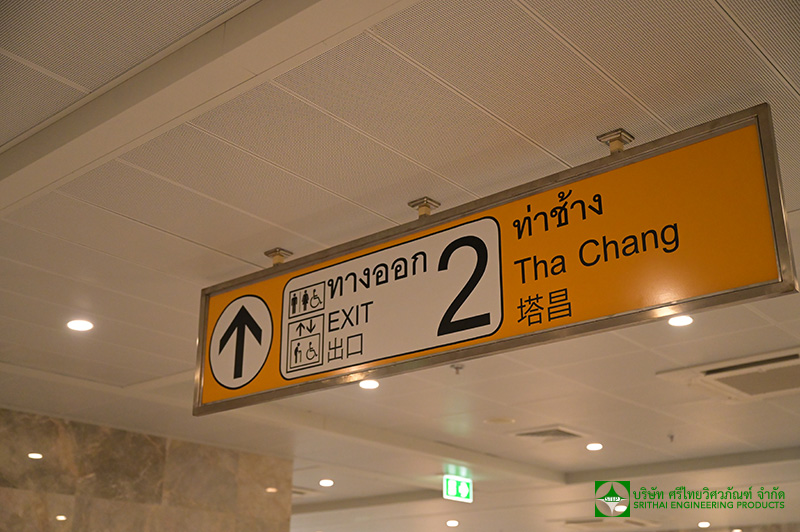 ทางออก
EXIT
出口
2
ท่าช้าง
Tha Chang
塔昌
บริษัท ศรีไทยวิศวภัณฑ์ จำกัด
SRITHAI ENGINEERING PRODUCTS